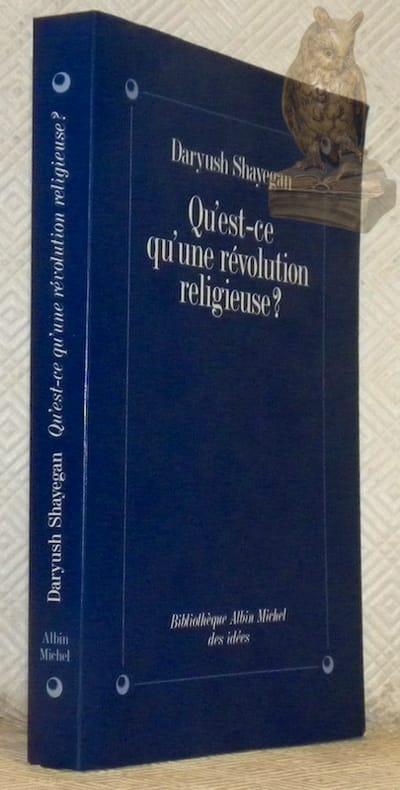 Daryush Shayegan
Qu'est-ce
qu'une révolution
religieuse?
Bibliothèque Albin Michel
des idées
Daryush Shayegan Qu'est-ce qu'une révolution religieuse?
Albin
Michel